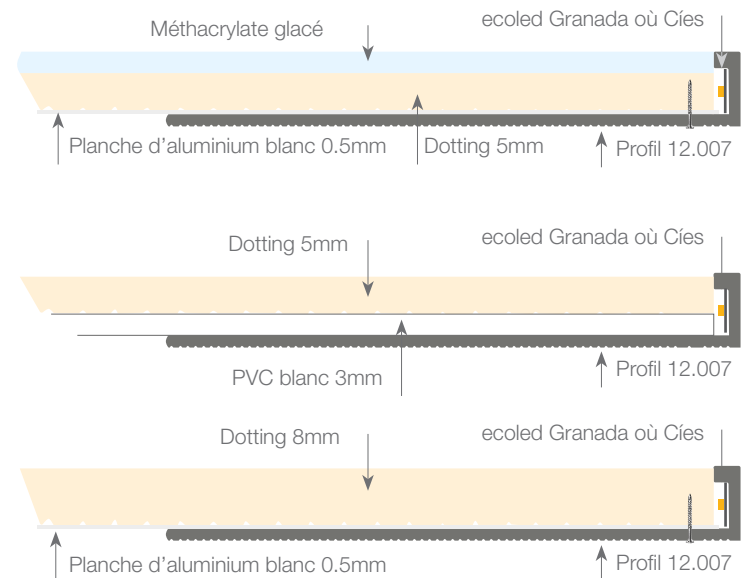 ecoled Granada où Cíes
Méthacrylate glacé
Planche d'aluminium blanc 0.5mm
Dotting 5mm
Profil 12.007
ecoled Granada où Cíes
Dotting 5mm
Profil 12.007
PVC blanc 3mm
ecoled Granada où Cíes
Dotting 8mm
Planche d'aluminium blanc 0.5mm
Profil 12.007